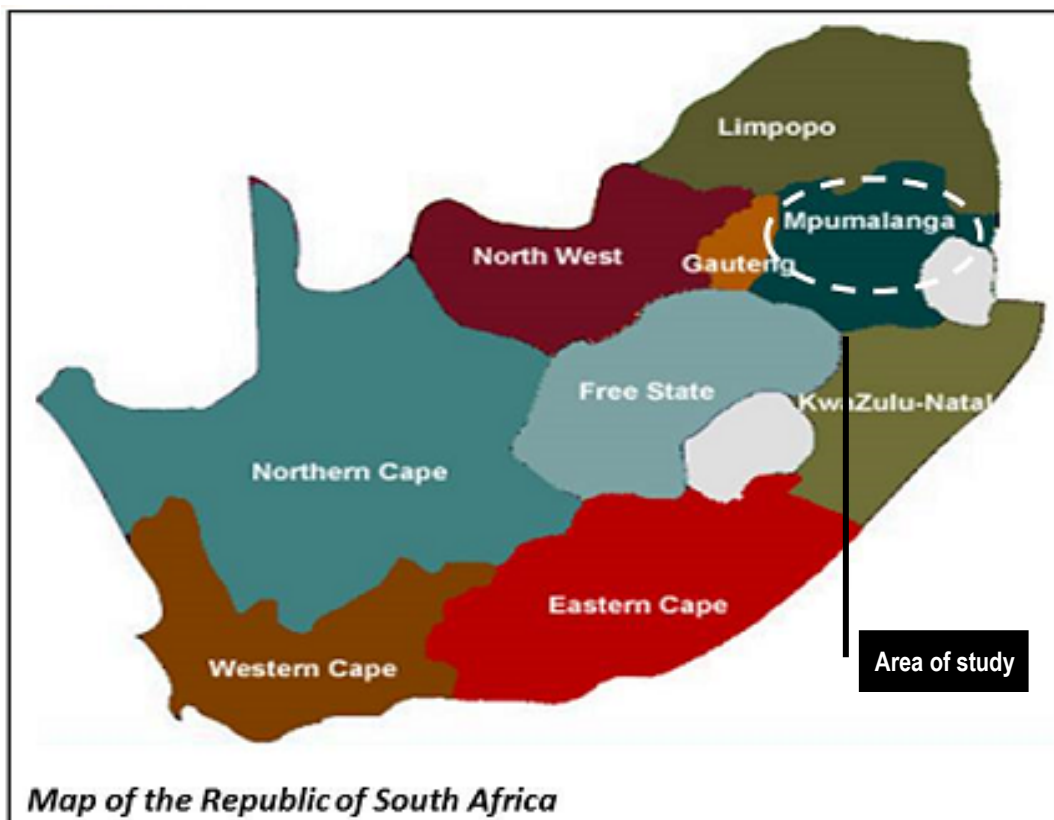 Limpopo
Mpumalanga
North West
Gauteng
Free State
KwaZulu-Natal
Northern Cape
Eastern Cape
Western Cape
Area of study
Map of the Republic of South Africa